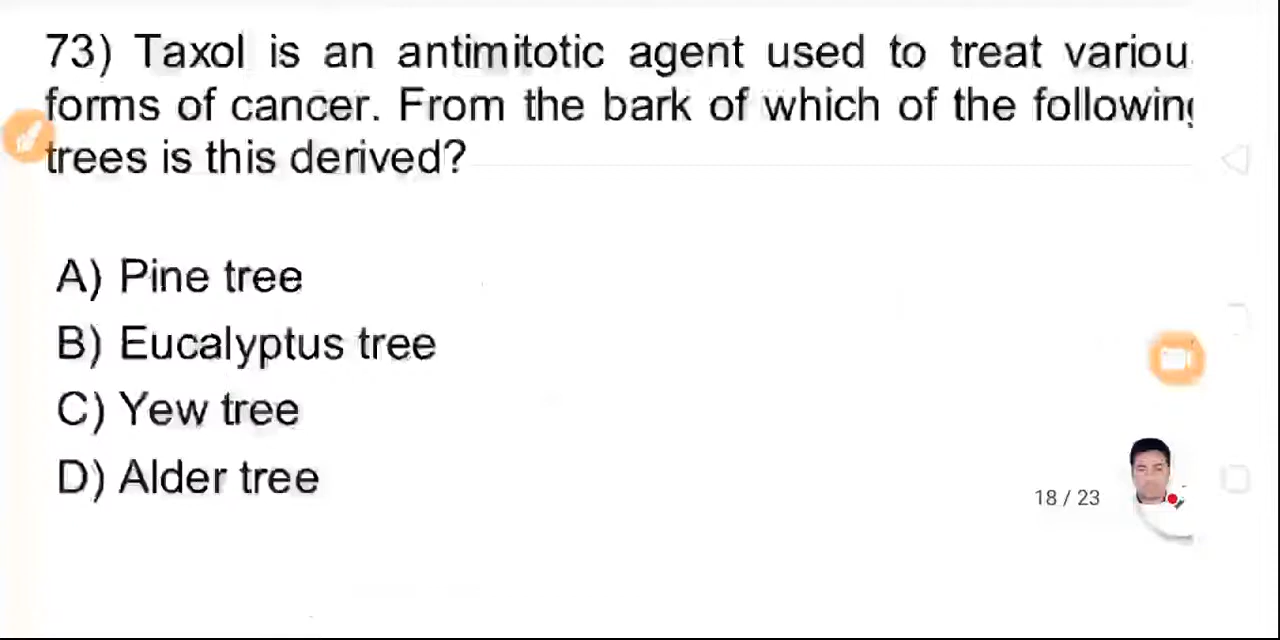 73) Taxol is an antimitotic agent used to treat variou
forms of cancer. From the bark of which of the followin
trees is this derived?
A) Pine tree
B) Eucalyptus tree
C) Yew tree
D) Alder tree
18 / 23